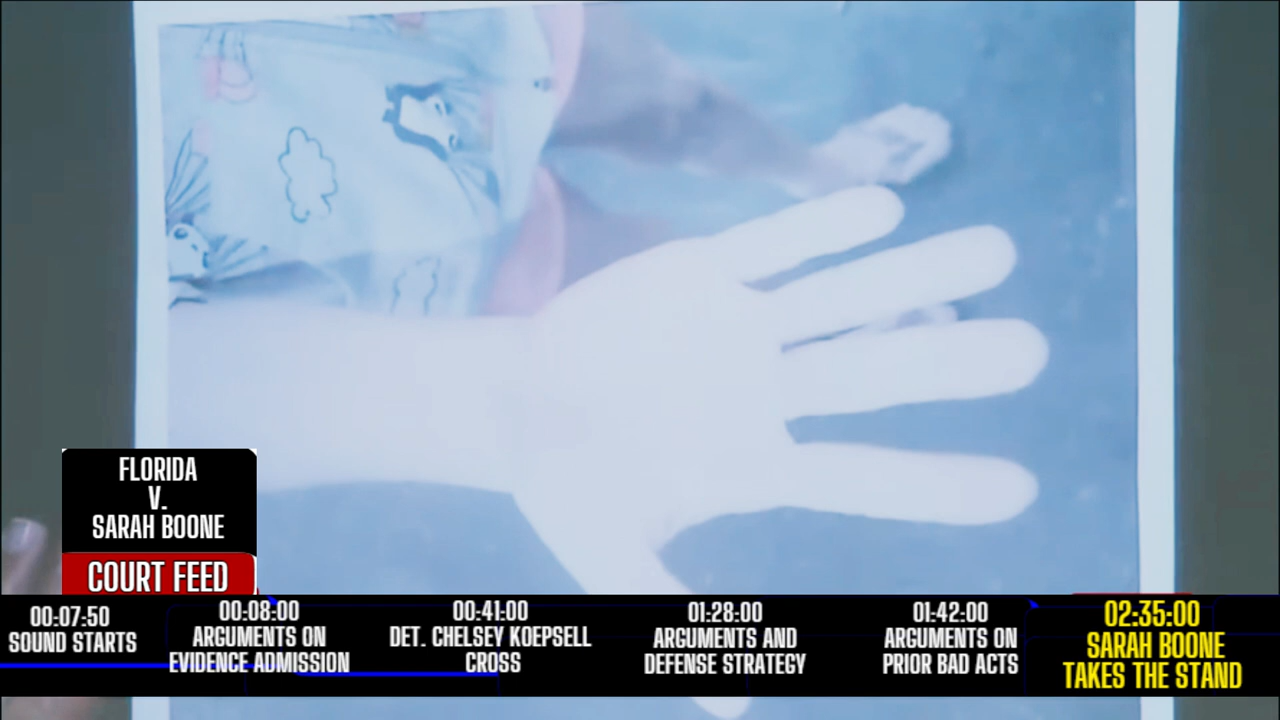 FLORIDA
V.
SARAH BOONE
COURT FEED
00:07:50
SOUND STARTS
00:08:00
ARGUMENTS ON
EVIDENCE ADMISSION
00:41:00
DET. CHELSEY KOEPSELL
CROSS
01:28:00
ARGUMENTS AND
DEFENSE STRATEGY
01:42:00
ARGUMENTS ON
PRIOR BAD ACTS
02:35:00
SARAH BOONE
TAKES THE STAND